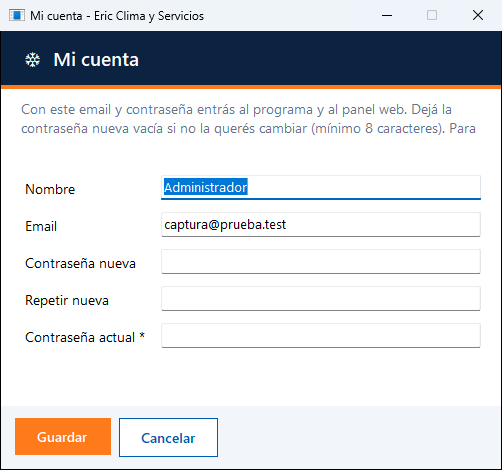 Mi cuenta - Eric Clima y Servicios
Mi cuenta
Con este email y contraseña entrás al programa y al panel web. Dejá la
contraseña nueva vacía si no la querés cambiar (mínimo 8 caracteres). Para
Nombre
Administrador
Email
captura@prueba.test
Contraseña nueva
Repetir nueva
Contraseña actual *
Guardar
Cancelar